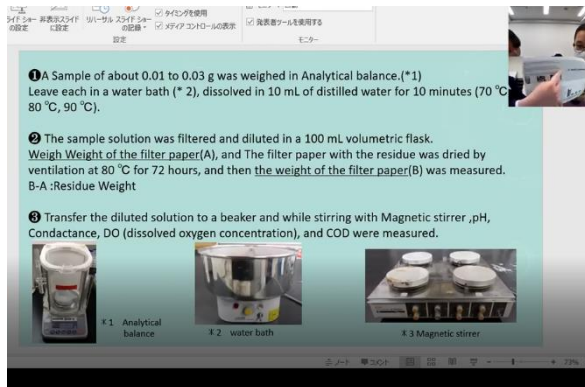 スライド ショーの設定
非表示スライドに設定
リハーサル
スライド ショーの記録
タイミングを使用
メディア コントロールの表示
設定
発表者ツールを使用する
モニター
❶A Sample of about 0.01 to 0.03 g was weighed in Analytical balance.(*1)
Leave each in a water bath (* 2), dissolved in 10 mL of distilled water for 10 minutes (70 ℃
80 ℃, 90 ℃).
❷ The sample solution was filtered and diluted in a 100 mL volumetric flask.
Weigh Weight of the filter paper(A), and The filter paper with the residue was dried by
ventilation at 80 ℃ for 72 hours, and then the weight of the filter paper(B) was measured.
B-A :Residue Weight
❸ Transfer the diluted solution to a beaker and while stirring with Magnetic stirrer ,pH,
Condactance, DO (dissolved oxygen concentration), and COD were measured.
＊1 Analytical
balance
＊2 water bath
＊3 Magnetic stirrer
ノート
コメント
73%